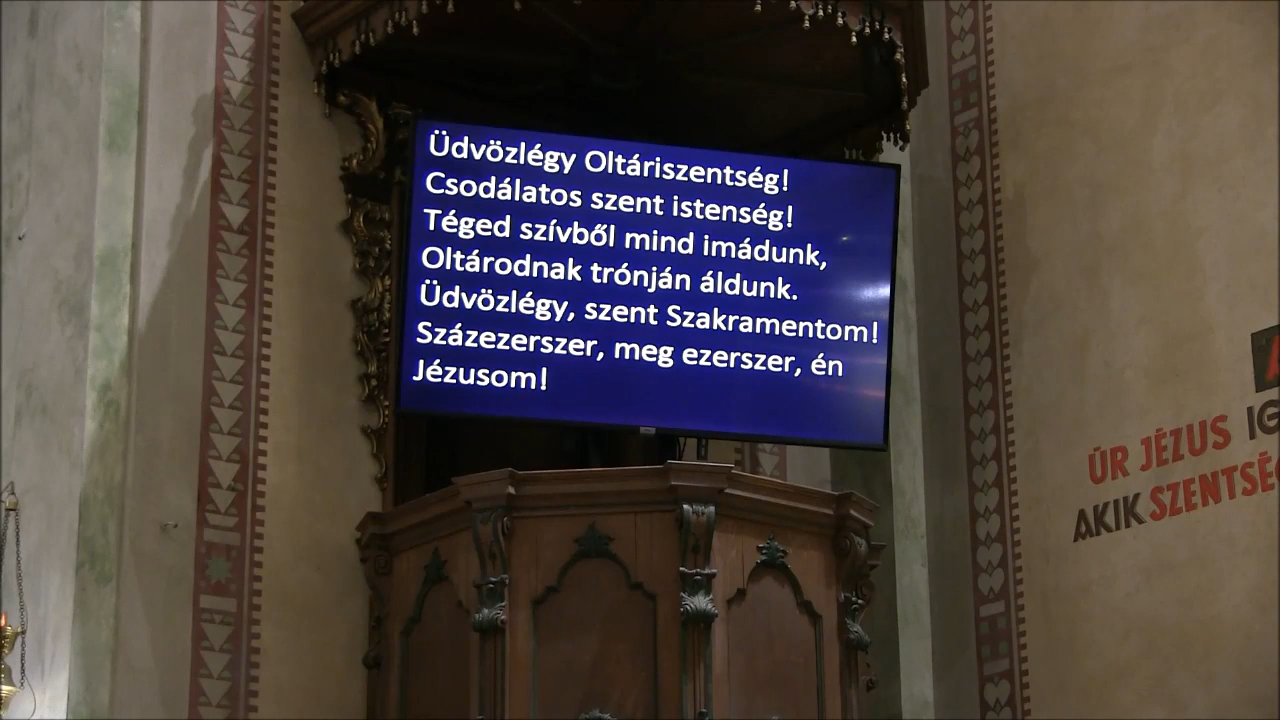 Üdvözlégy Oltáriszentség!
Csodálatos szent istenség!
Téged szívből mind imádunk,
Oltárodnak trónján áldunk.
Üdvözlégy, szent Szakramentom!
Százezerszer, meg ezerszer, én
Jézusom!
ÚR JÉZUS
AKIK